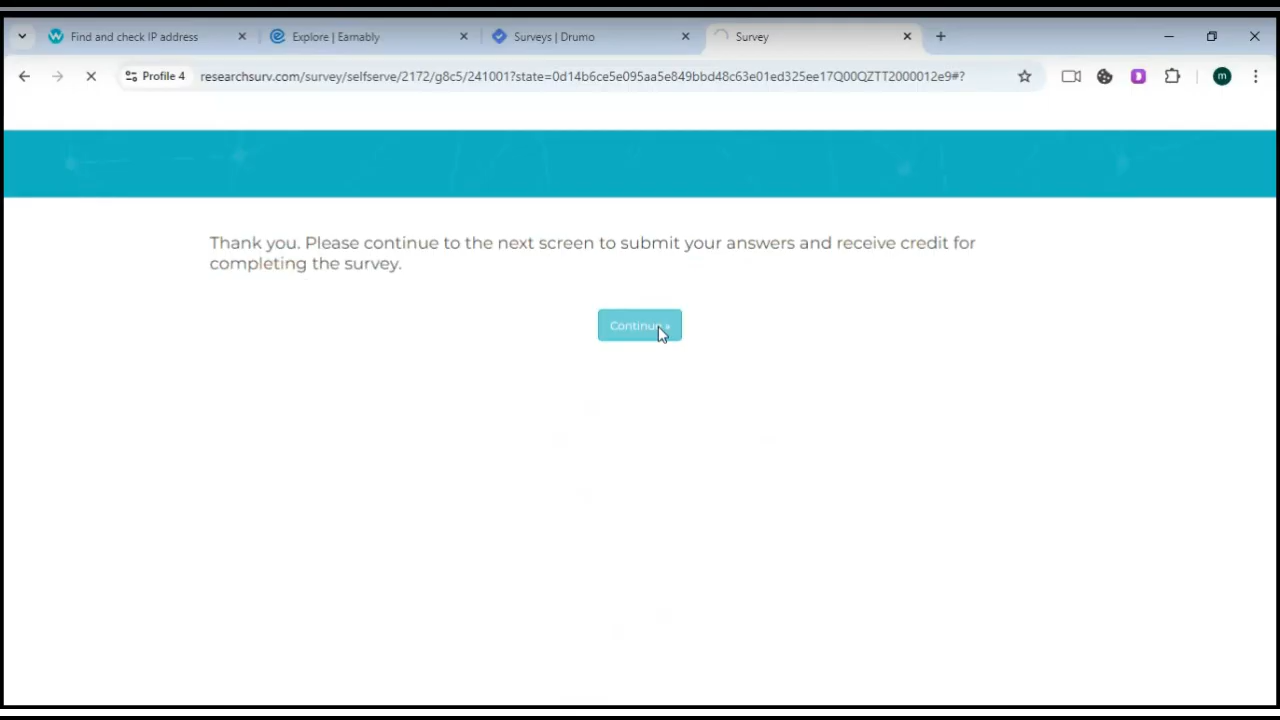 Find and check IP address
Explore | Earnably
Surveys | Drumo
Survey
Profile 4
researchsurv.com/survey/selfserve/2172/g8c5/241001?state=0d14b6ce5e095aa5e849bbd48c63e01ed325ee17Q00QZTT2000012e9#?
m
Thank you. Please continue to the next screen to submit your answers and receive credit for
completing the survey.
Continue »